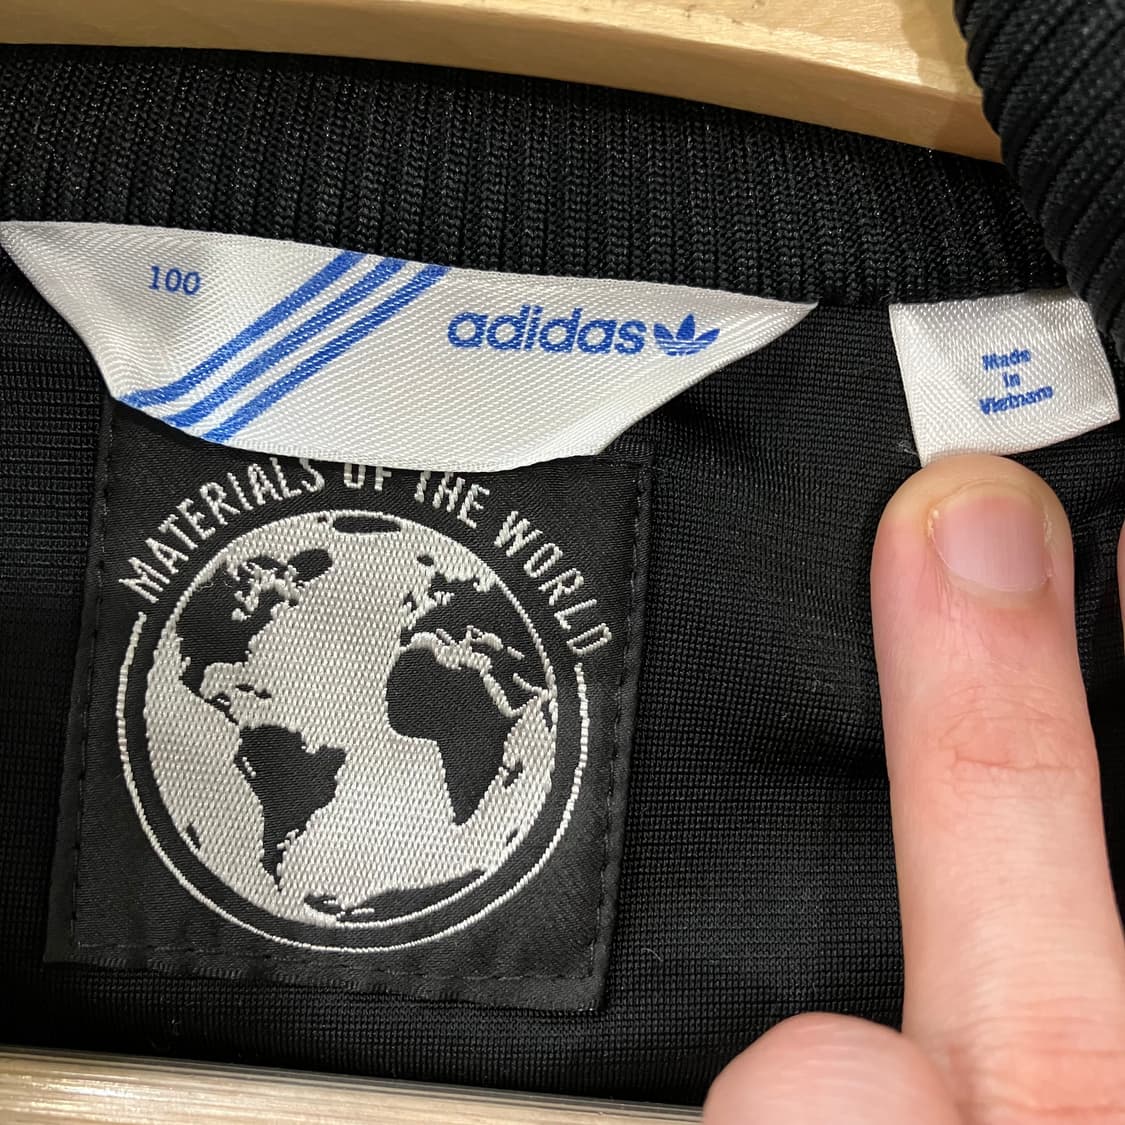 100
adidas
Made
in
Vietnam
MATERIALS OF THE WORLD